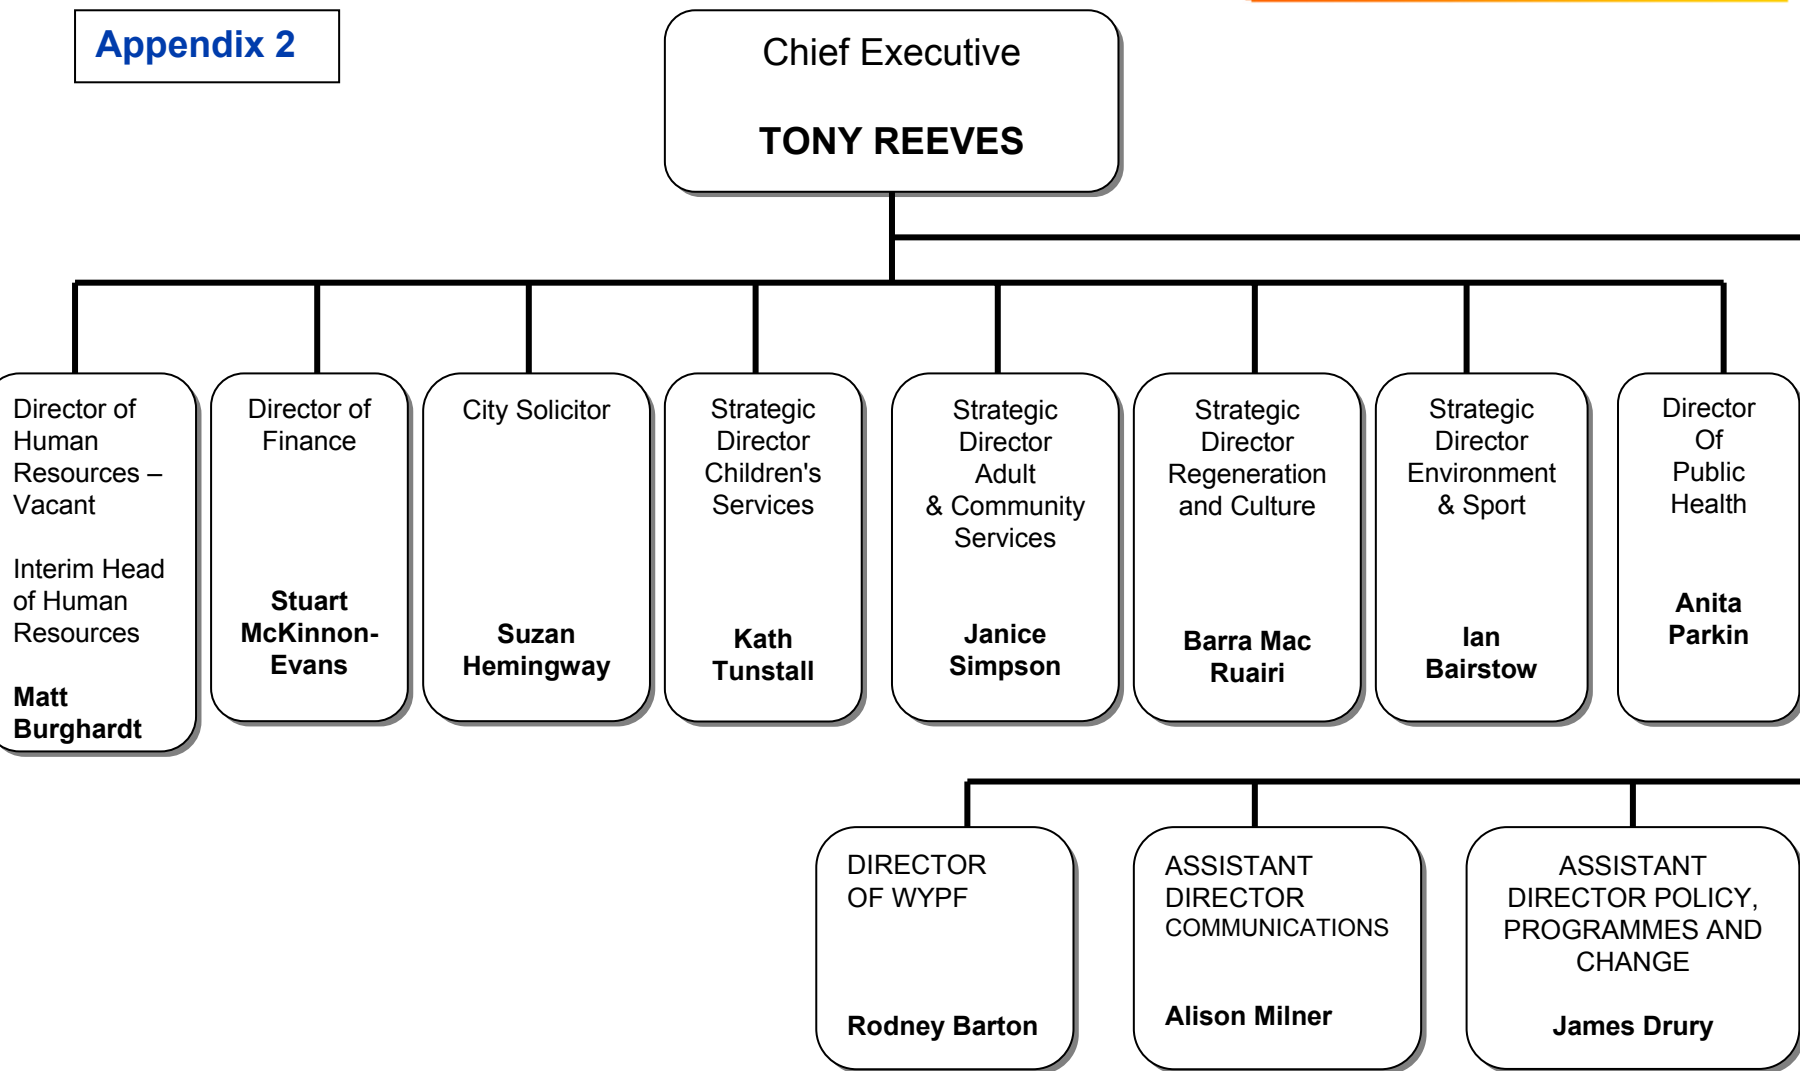 Appendix 2
Chief Executive
TONY REEVES
Director of
Human
Resources –
Vacant
Interim Head
of Human
Resources
Matt
Burghardt
Director of
Finance
Stuart
McKinnon-
Evans
City Solicitor
Suzan
Hemingway
Strategic
Director
Children's
Services
Kath
Tunstall
Strategic
Director
Adult
& Community
Services
Janice
Simpson
Strategic
Director
Regeneration
and Culture
Barra Mac
Ruairi
Strategic
Director
Environment
& Sport
Ian
Bairstow
Director
Of
Public
Health
Anita
Parkin
DIRECTOR
OF WYPF
Rodney Barton
ASSISTANT
DIRECTOR
COMMUNICATIONS
Alison Milner
ASSISTANT
DIRECTOR POLICY,
PROGRAMMES AND
CHANGE
James Drury